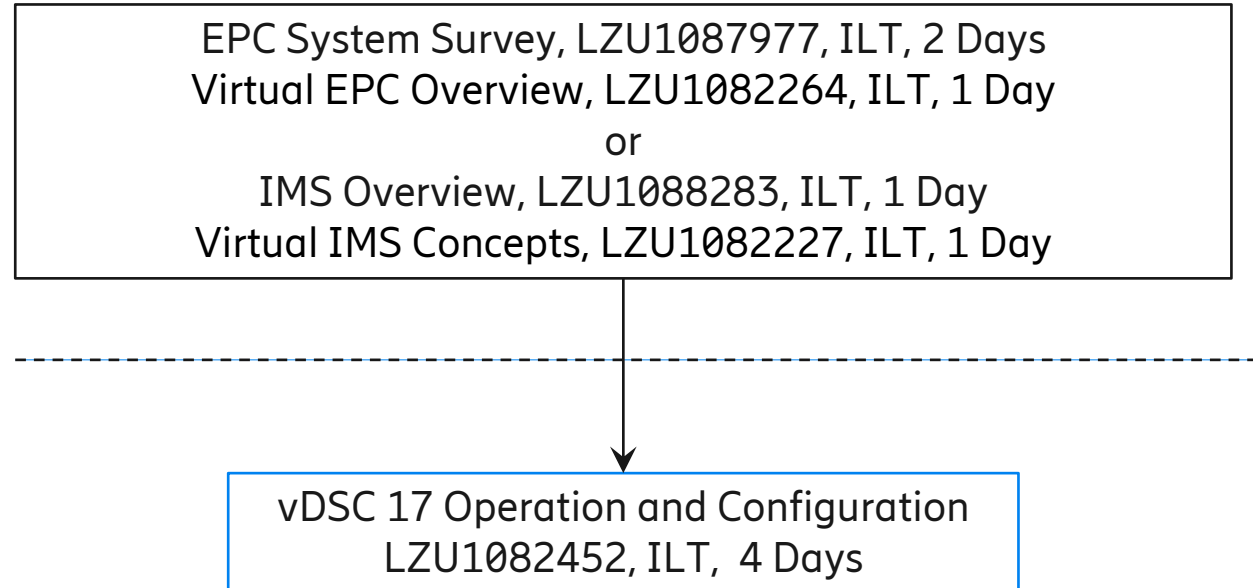 EPC System Survey, LZU1087977, ILT, 2 Days
Virtual EPC Overview, LZU1082264, ILT, 1 Day
or
IMS Overview, LZU1088283, ILT, 1 Day
Virtual IMS Concepts, LZU1082227, ILT, 1 Day
vDSC 17 Operation and Configuration
LZU1082452, ILT,  4 Days